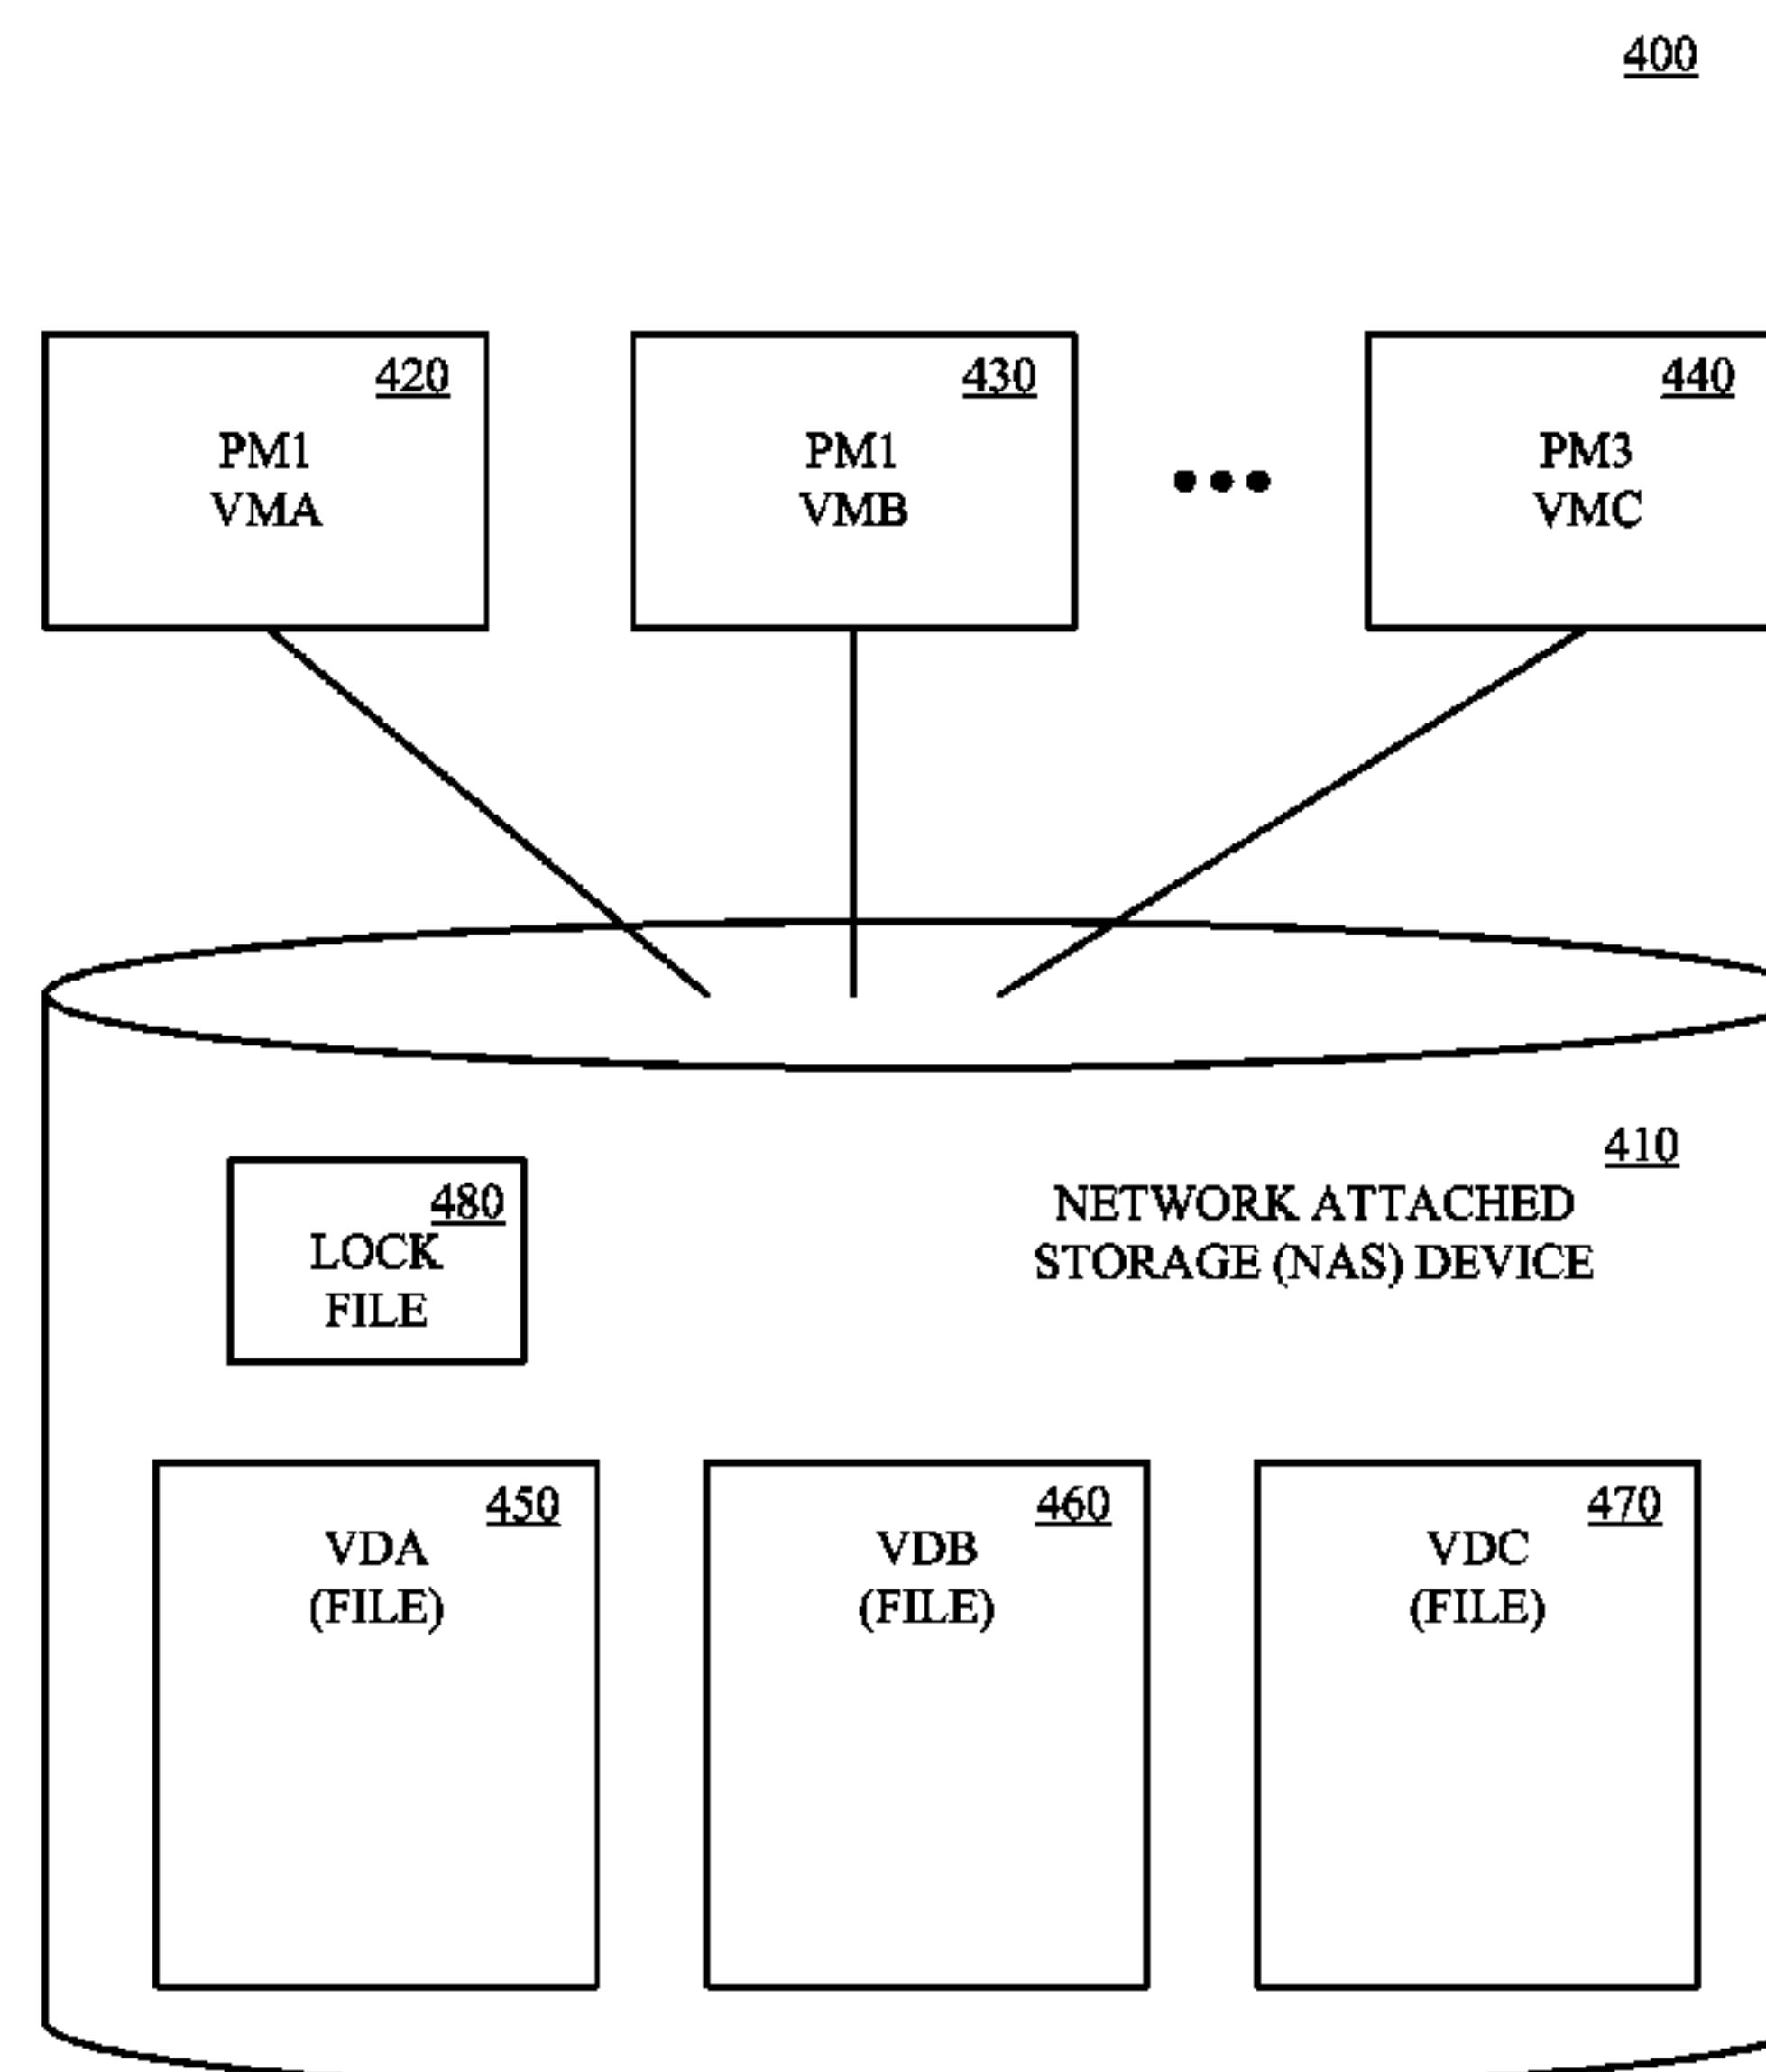 400
420
PM1
VMA
430
PM1
VMB
440
PM3
VMC
410
NETWORK ATTACHED
STORAGE (NAS) DEVICE
480
LOCK
FILE
450
VDA
(FILE)
460
VDB
(FILE)
470
VDC
(FILE)